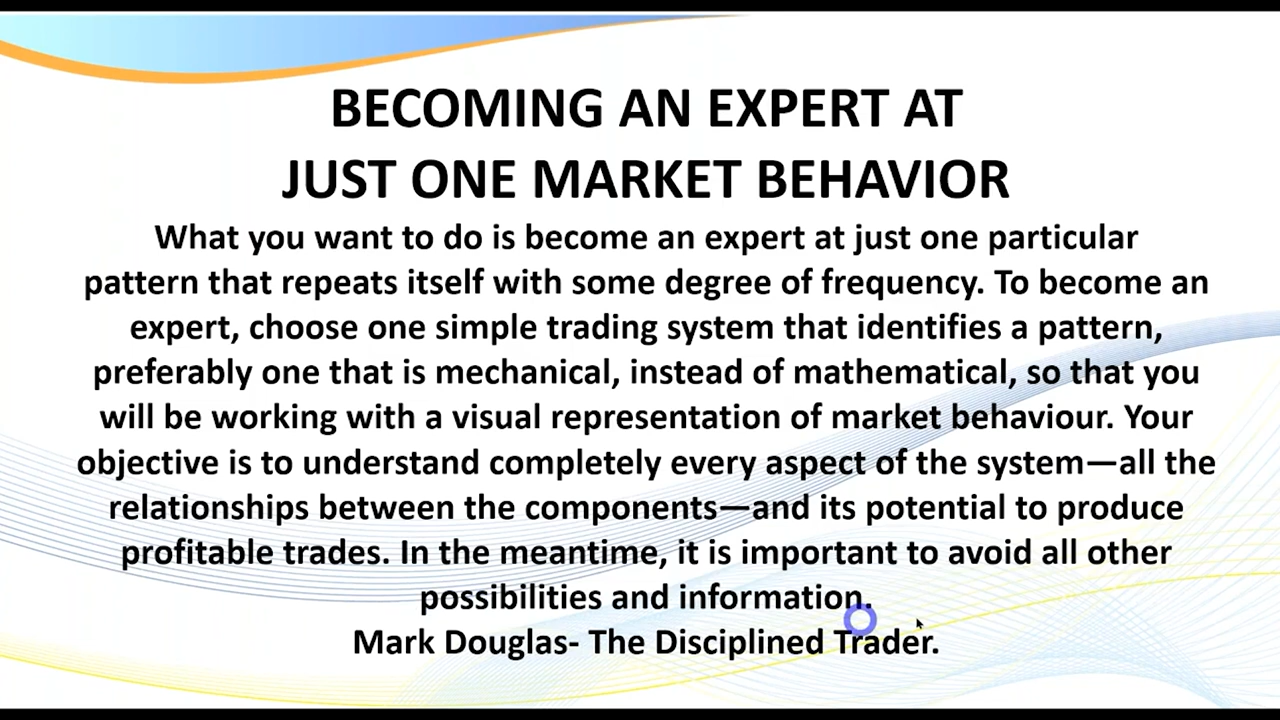 BECOMING AN EXPERT AT
JUST ONE MARKET BEHAVIOR
What you want to do is become an expert at just one particular
pattern that repeats itself with some degree of frequency. To become an
expert, choose one simple trading system that identifies a pattern,
preferably one that is mechanical, instead of mathematical, so that you
will be working with a visual representation of market behaviour. Your
objective is to understand completely every aspect of the system—all the
relationships between the components—and its potential to produce
profitable trades. In the meantime, it is important to avoid all other
possibilities and information.
Mark Douglas- The Disciplined Trader.